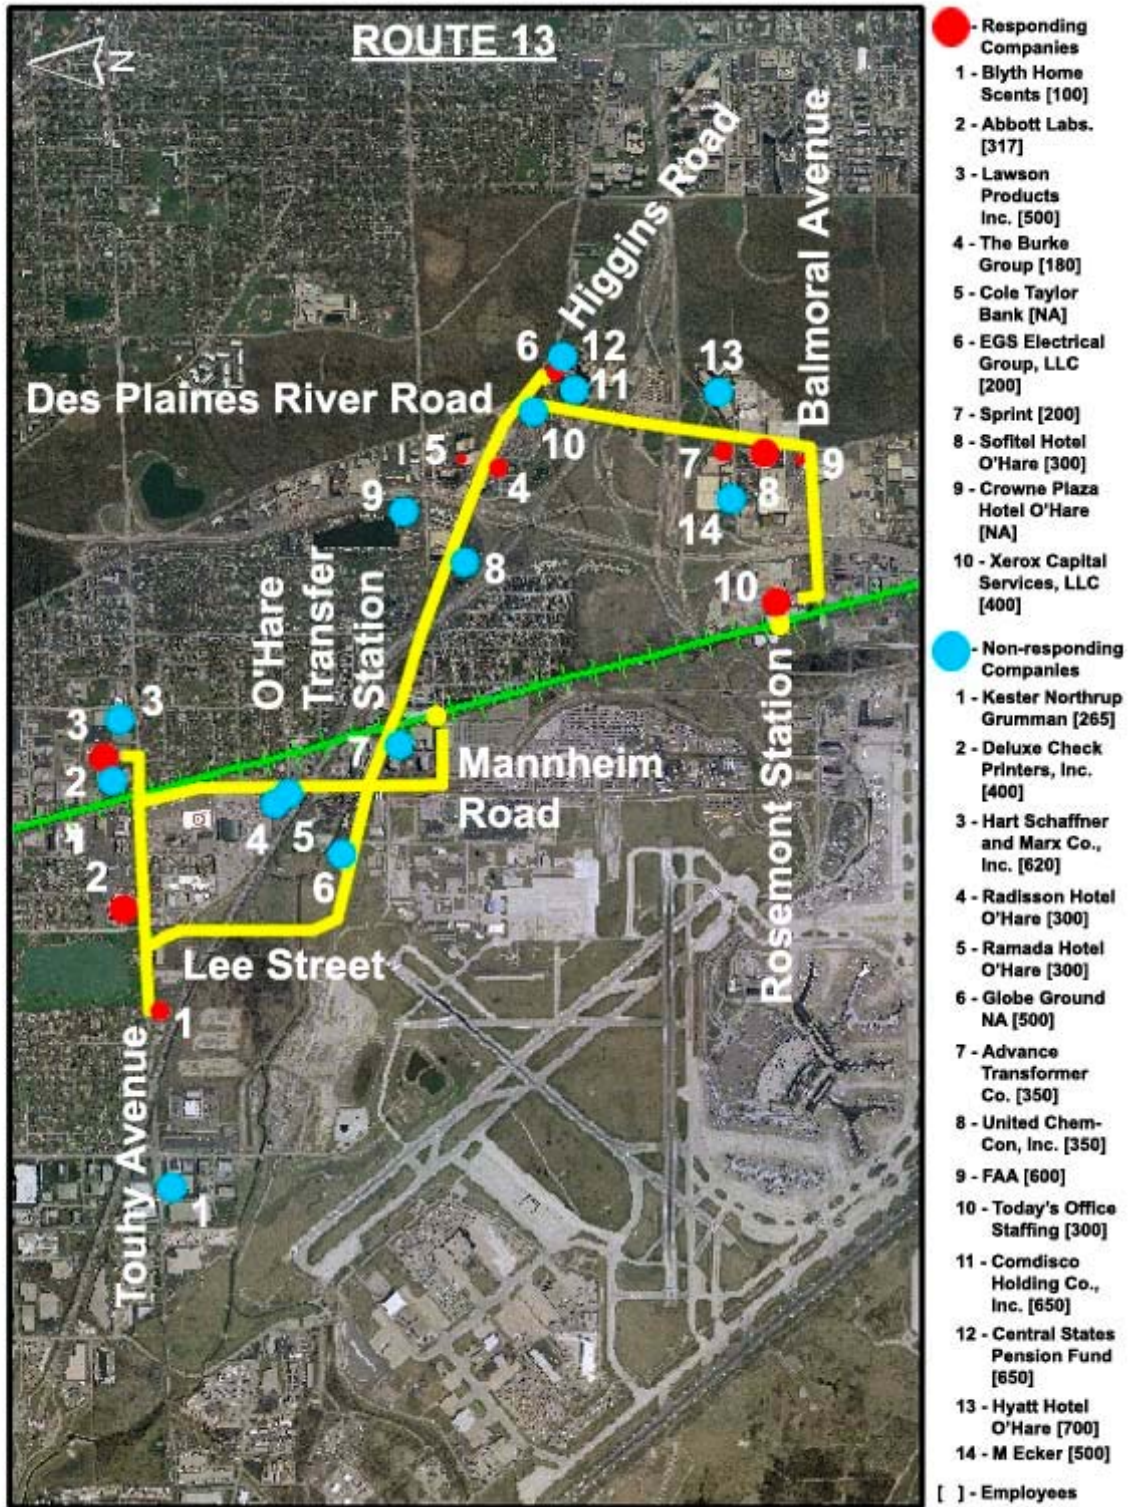 ROUTE 13
N
Higgins Road
Balmoral Avenue
Des Plaines River Road
6
12
11
10
13
5
4
7
8
9
14
9
8
10
O'Hare
Transfer
Station
3
3
2
7
Mannheim
Road
4
5
6
2
Lee Street
Rosemont Station
1
Touhy Avenue
1
- Responding
Companies
1 - Blyth Home
Scents [100]
2 - Abbott Labs.
[317]
3 - Lawson
Products
Inc. [500]
4 - The Burke
Group [180]
5 - Cole Taylor
Bank [NA]
6 - EGS Electrical
Group, LLC
[200]
7 - Sprint [200]
8 - Sofitel Hotel
O'Hare [300]
9 - Crowne Plaza
Hotel O'Hare
[NA]
10 - Xerox Capital
Services, LLC
[400]
- Non-responding
Companies
1 - Kester Northrup
Grumman [265]
2 - Deluxe Check
Printers, Inc.
[400]
3 - Hart Schaffner
and Marx Co.,
Inc. [620]
4 - Radisson Hotel
O'Hare [300]
5 - Ramada Hotel
O'Hare [300]
6 - Globe Ground
NA [500]
7 - Advance
Transformer
Co. [350]
8 - United Chem-
Con, Inc. [350]
9 - FAA [600]
10 - Today's Office
Staffing [300]
11 - Comdisco
Holding Co.,
Inc. [650]
12 - Central States
Pension Fund
[650]
13 - Hyatt Hotel
O'Hare [700]
14 - M Ecker [500]
[ ] - Employees